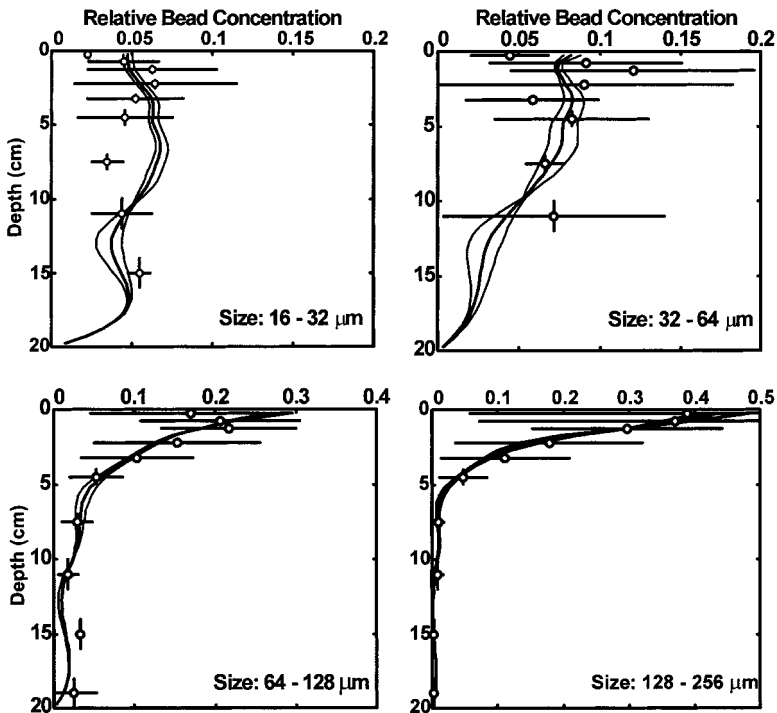 Relative Bead Concentration
Relative Bead Concentration
0 0.05 0.1 0.15 0.2
0 0.05 0.1 0.15 0.2
0
5
10
15
20
Depth (cm)
Size: 16 - 32 μm
0
5
10
15
20
Size: 32 - 64 μm
0 0.1 0.2 0.3 0.4
0 0.1 0.2 0.3 0.4 0.5
0
5
10
15
20
Depth (cm)
Size: 64 - 128 μm
0
5
10
15
20
Size: 128 - 256 μm